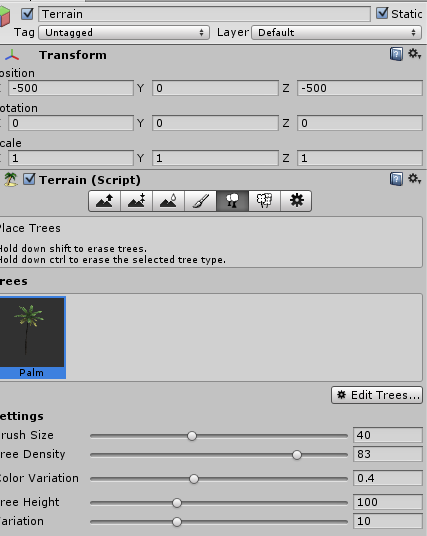 Terrain Static
Tag Untagged Layer Default
Transform
osition
-500 Y 0 Z -500
otation
0 Y 0 Z 0
cale
1 Y 1 Z 1
Terrain (Script)
Place Trees
Hold down shift to erase trees.
Hold down ctrl to erase the selected tree type.
rees
Palm
Edit Trees...
ettings
rush Size 40
ree Density 83
Color Variation 0.4
ree Height 100
ariation 10